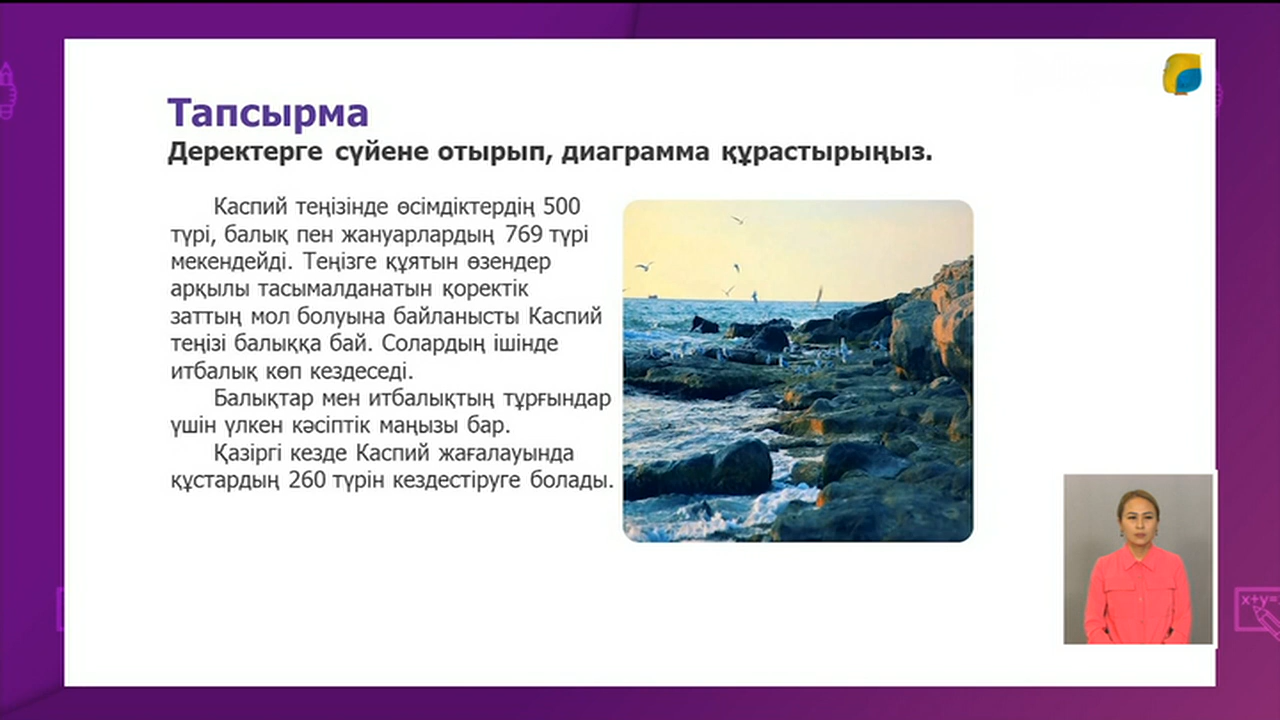 Тапсырма
Деректерге сүйене отырып, диаграмма құрастырыңыз.
Каспий теңізінде өсімдіктердің 500
түрі, балық пен жануарлардың 769 түрі
мекендейді. Теңізге құятын өзендер
арқылы тасымалданатын қоректік
заттың мол болуына байланысты Каспий
теңізі балыққа бай. Солардың ішінде
итбалық көп кездеседі.
Балықтар мен итбалықтың тұрғындар
үшін үлкен кәсіптік маңызы бар.
Қазіргі кезде Каспий жағалауында
құстардың 260 түрін кездестіруге болады.
x+y=